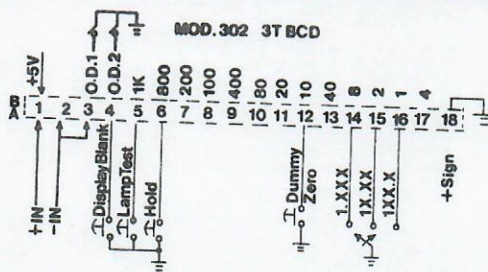 MOD. 302 3T BCD
+5V
O.D.1
O.D.2
1K
800
200
100
400
80
20
10
40
8
2
1
4
B
A
1 2 3 4 5 6 7 8 9 10 11 12 13 14 15 16 17 18
+IN
-IN
Display Blank
Lamp Test
Hold
Dummy
Zero
1.XXX
1X.XX
1XX.X
+Sign